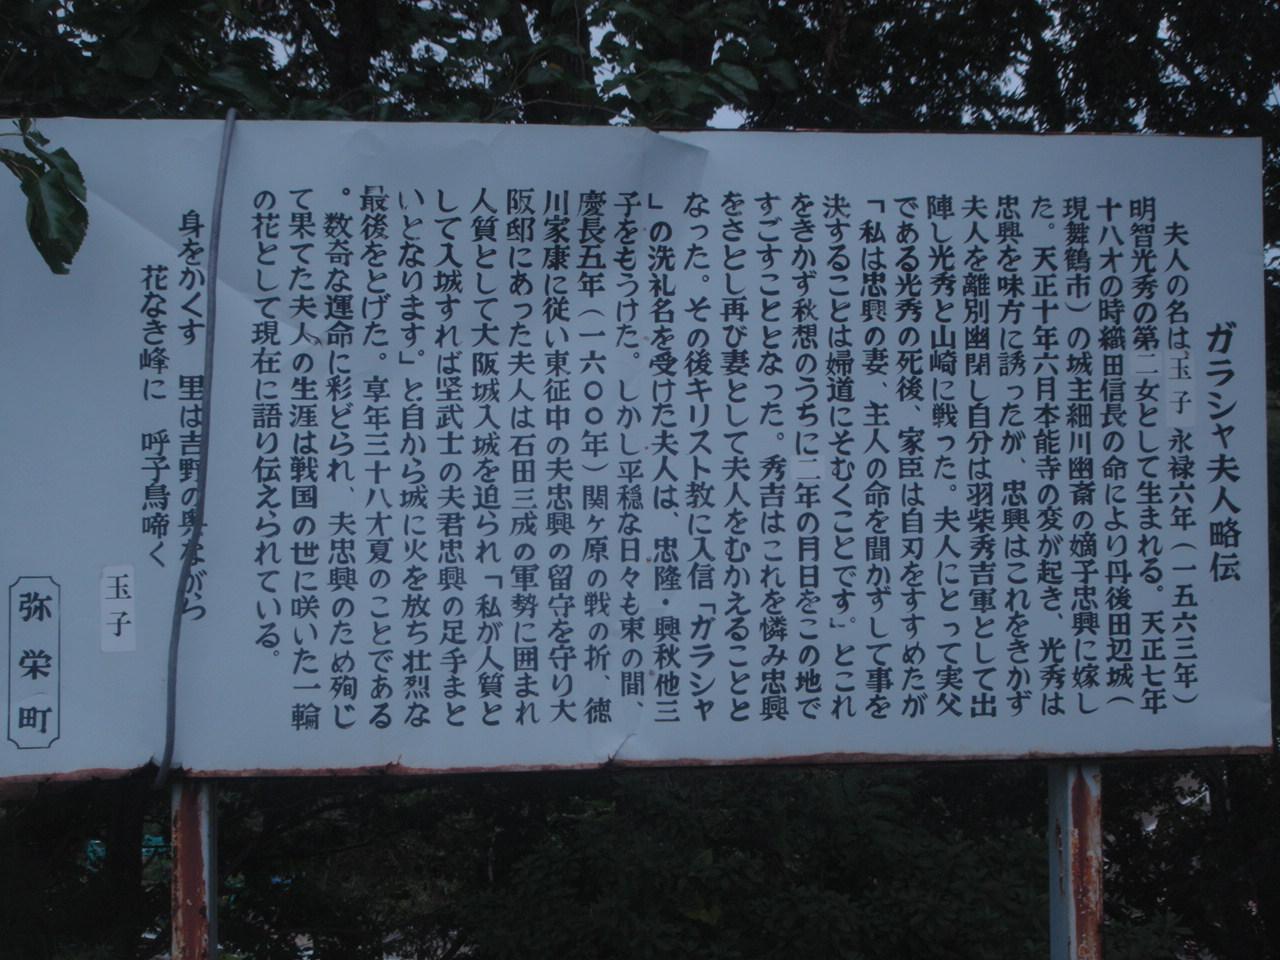 ガラシャ夫人略伝
夫人の名は、玉子 永禄六年(一五六三年)
明智光秀の第二女として生まれる。天正七年
十八才の時織田信長の命により丹後田辺城(
現舞鶴市)の城主細川幽斎の嫡子忠興に嫁し
た。天正十年六月本能寺の変が起き、光秀は
忠興を味方に誘ったが、忠興はこれをきかず
夫人を離別幽閉し自分は羽柴秀吉軍として出
陣し光秀と山崎に戦った。夫人にとって実父
である光秀の死後、家臣は自刃をすすめたが
「私は忠興の妻、主人の命を聞かずして事を
決することは婦道にそむくことです。」とこれ
をきかず秋想のうちに二年の月日をこの地で
すごすこととなった。秀吉はこれを憐み忠興
をさとし再び妻として夫人をむかえることと
なった。その後キリスト教に入信「ガラシャ
」の洗礼名を受けた夫人は、忠隆・興秋他三
子をもうけた。しかし平穏な日々も束の間、
慶長五年(一六〇〇年)関ヶ原の戦の折、徳
川家康に従い東征中の夫忠興の留守を守り大
阪邸にあった夫人は石田三成の軍勢に囲まれ
人質として大阪城入城を迫られ「私が人質と
して入城すれば堅武士の夫君忠興の足手まと
いとなります。」と自から城に火を放ち壮烈な
最後をとげた。享年三十八才夏のことである
。数奇な運命に彩どられ、夫忠興のため殉じ
て果てた夫人の生涯は戦国の世に咲いた一輪
の花として現在に語り伝えられている。
身をかくす 里は吉野の奥ながら
花なき峰に 呼子鳥啼く
玉子
弥栄町